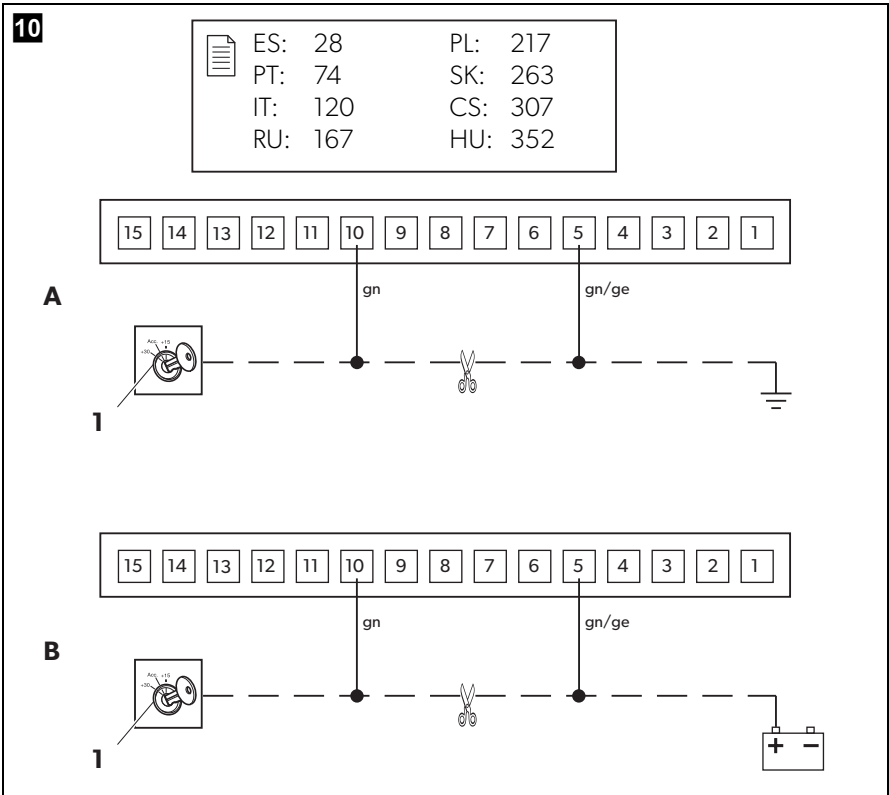 10
ES: 28 PL: 217
PT: 74 SK: 263
IT: 120 CS: 307
RU: 167 HU: 352
15 14 13 12 11 10 9 8 7 6 5 4 3 2 1
gn gn/ge
A
Acc. +15
+30
1
15 14 13 12 11 10 9 8 7 6 5 4 3 2 1
gn gn/ge
B
Acc. +15
+30
1
+ −